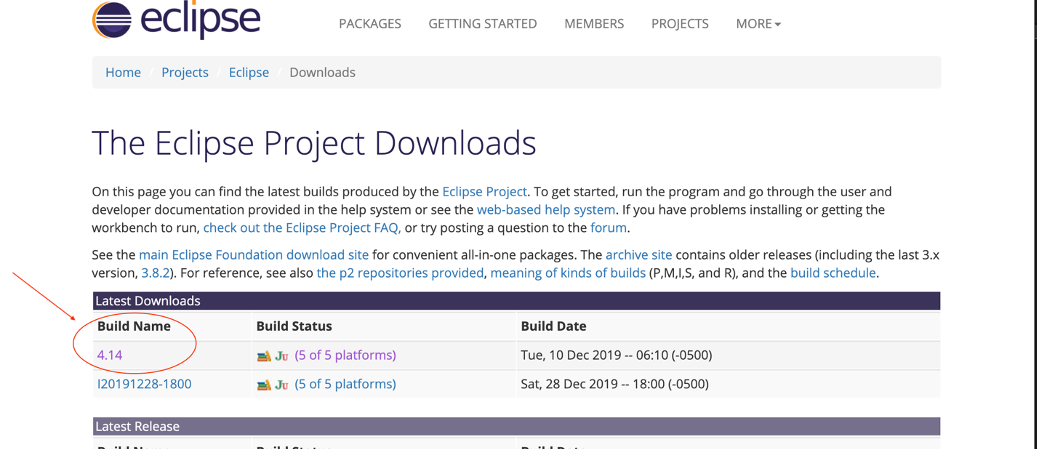 eclipse
PACKAGES GETTING STARTED MEMBERS PROJECTS MORE
Home / Projects / Eclipse / Downloads
The Eclipse Project Downloads
On this page you can find the latest builds produced by the Eclipse Project. To get started, run the program and go through the user and
developer documentation provided in the help system or see the web-based help system. If you have problems installing or getting the
workbench to run, check out the Eclipse Project FAQ, or try posting a question to the forum.
See the main Eclipse Foundation download site for convenient all-in-one packages. The archive site contains older releases (including the last 3.x
version, 3.8.2). For reference, see also the p2 repositories provided, meaning of kinds of builds (P,M,I,S, and R), and the build schedule.
Latest Downloads
Build Name Build Status Build Date
4.14 JU (5 of 5 platforms) Tue, 10 Dec 2019 -- 06:10 (-0500)
I20191228-1800 JU (5 of 5 platforms) Sat, 28 Dec 2019 -- 18:00 (-0500)
Latest Release
Build Name Build Status Build Date